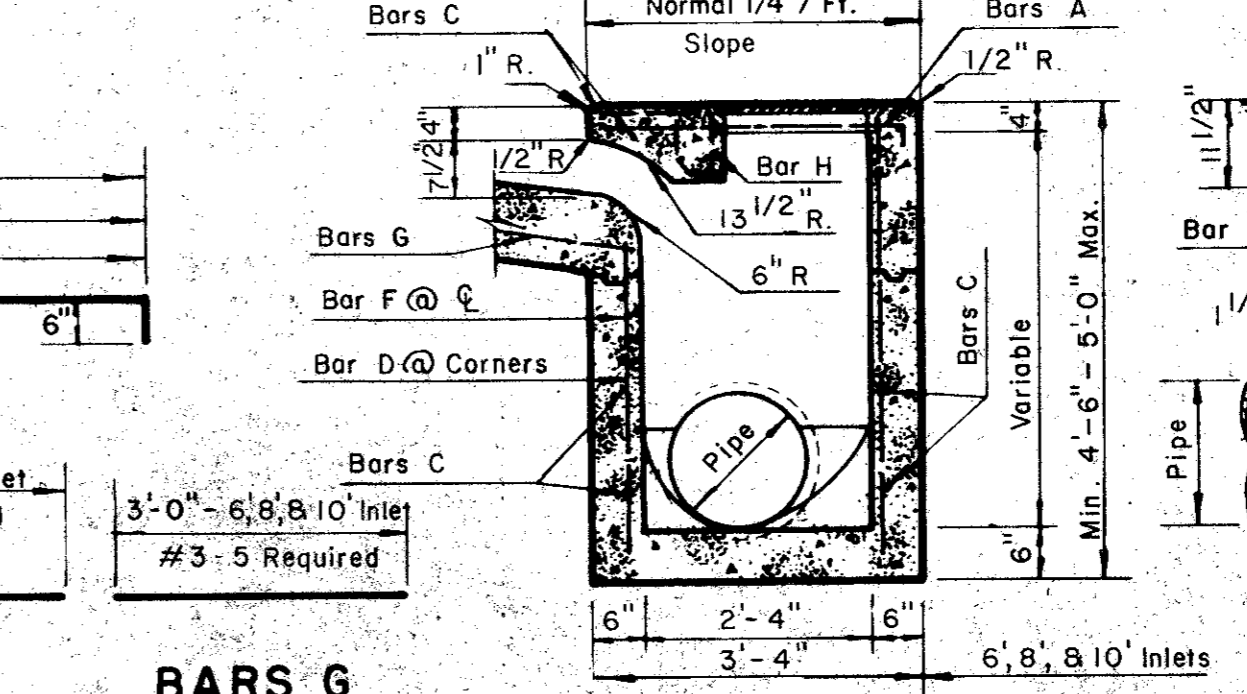 Bars C
Normal 1/4" / Ft.
Slope
Bars A
1" R.
1/2" R.
4"
7 1/2"
1/2" R
Bar H
13 1/2" R.
4"
11 1/2"
Bars G
6" R
Bar
Bar F @ ℄
6"
Bar D @ Corners
Bars C
Variable
Min. 4'-6" - 5'-0" Max.
Pipe
Pipe
Bars C
3'-0" - 6', 8', & 10' Inlet
#3 - 5 Required
6"
6"
2'-4"
6"
3'-4"
6', 8', & 10' Inlets
BARS G